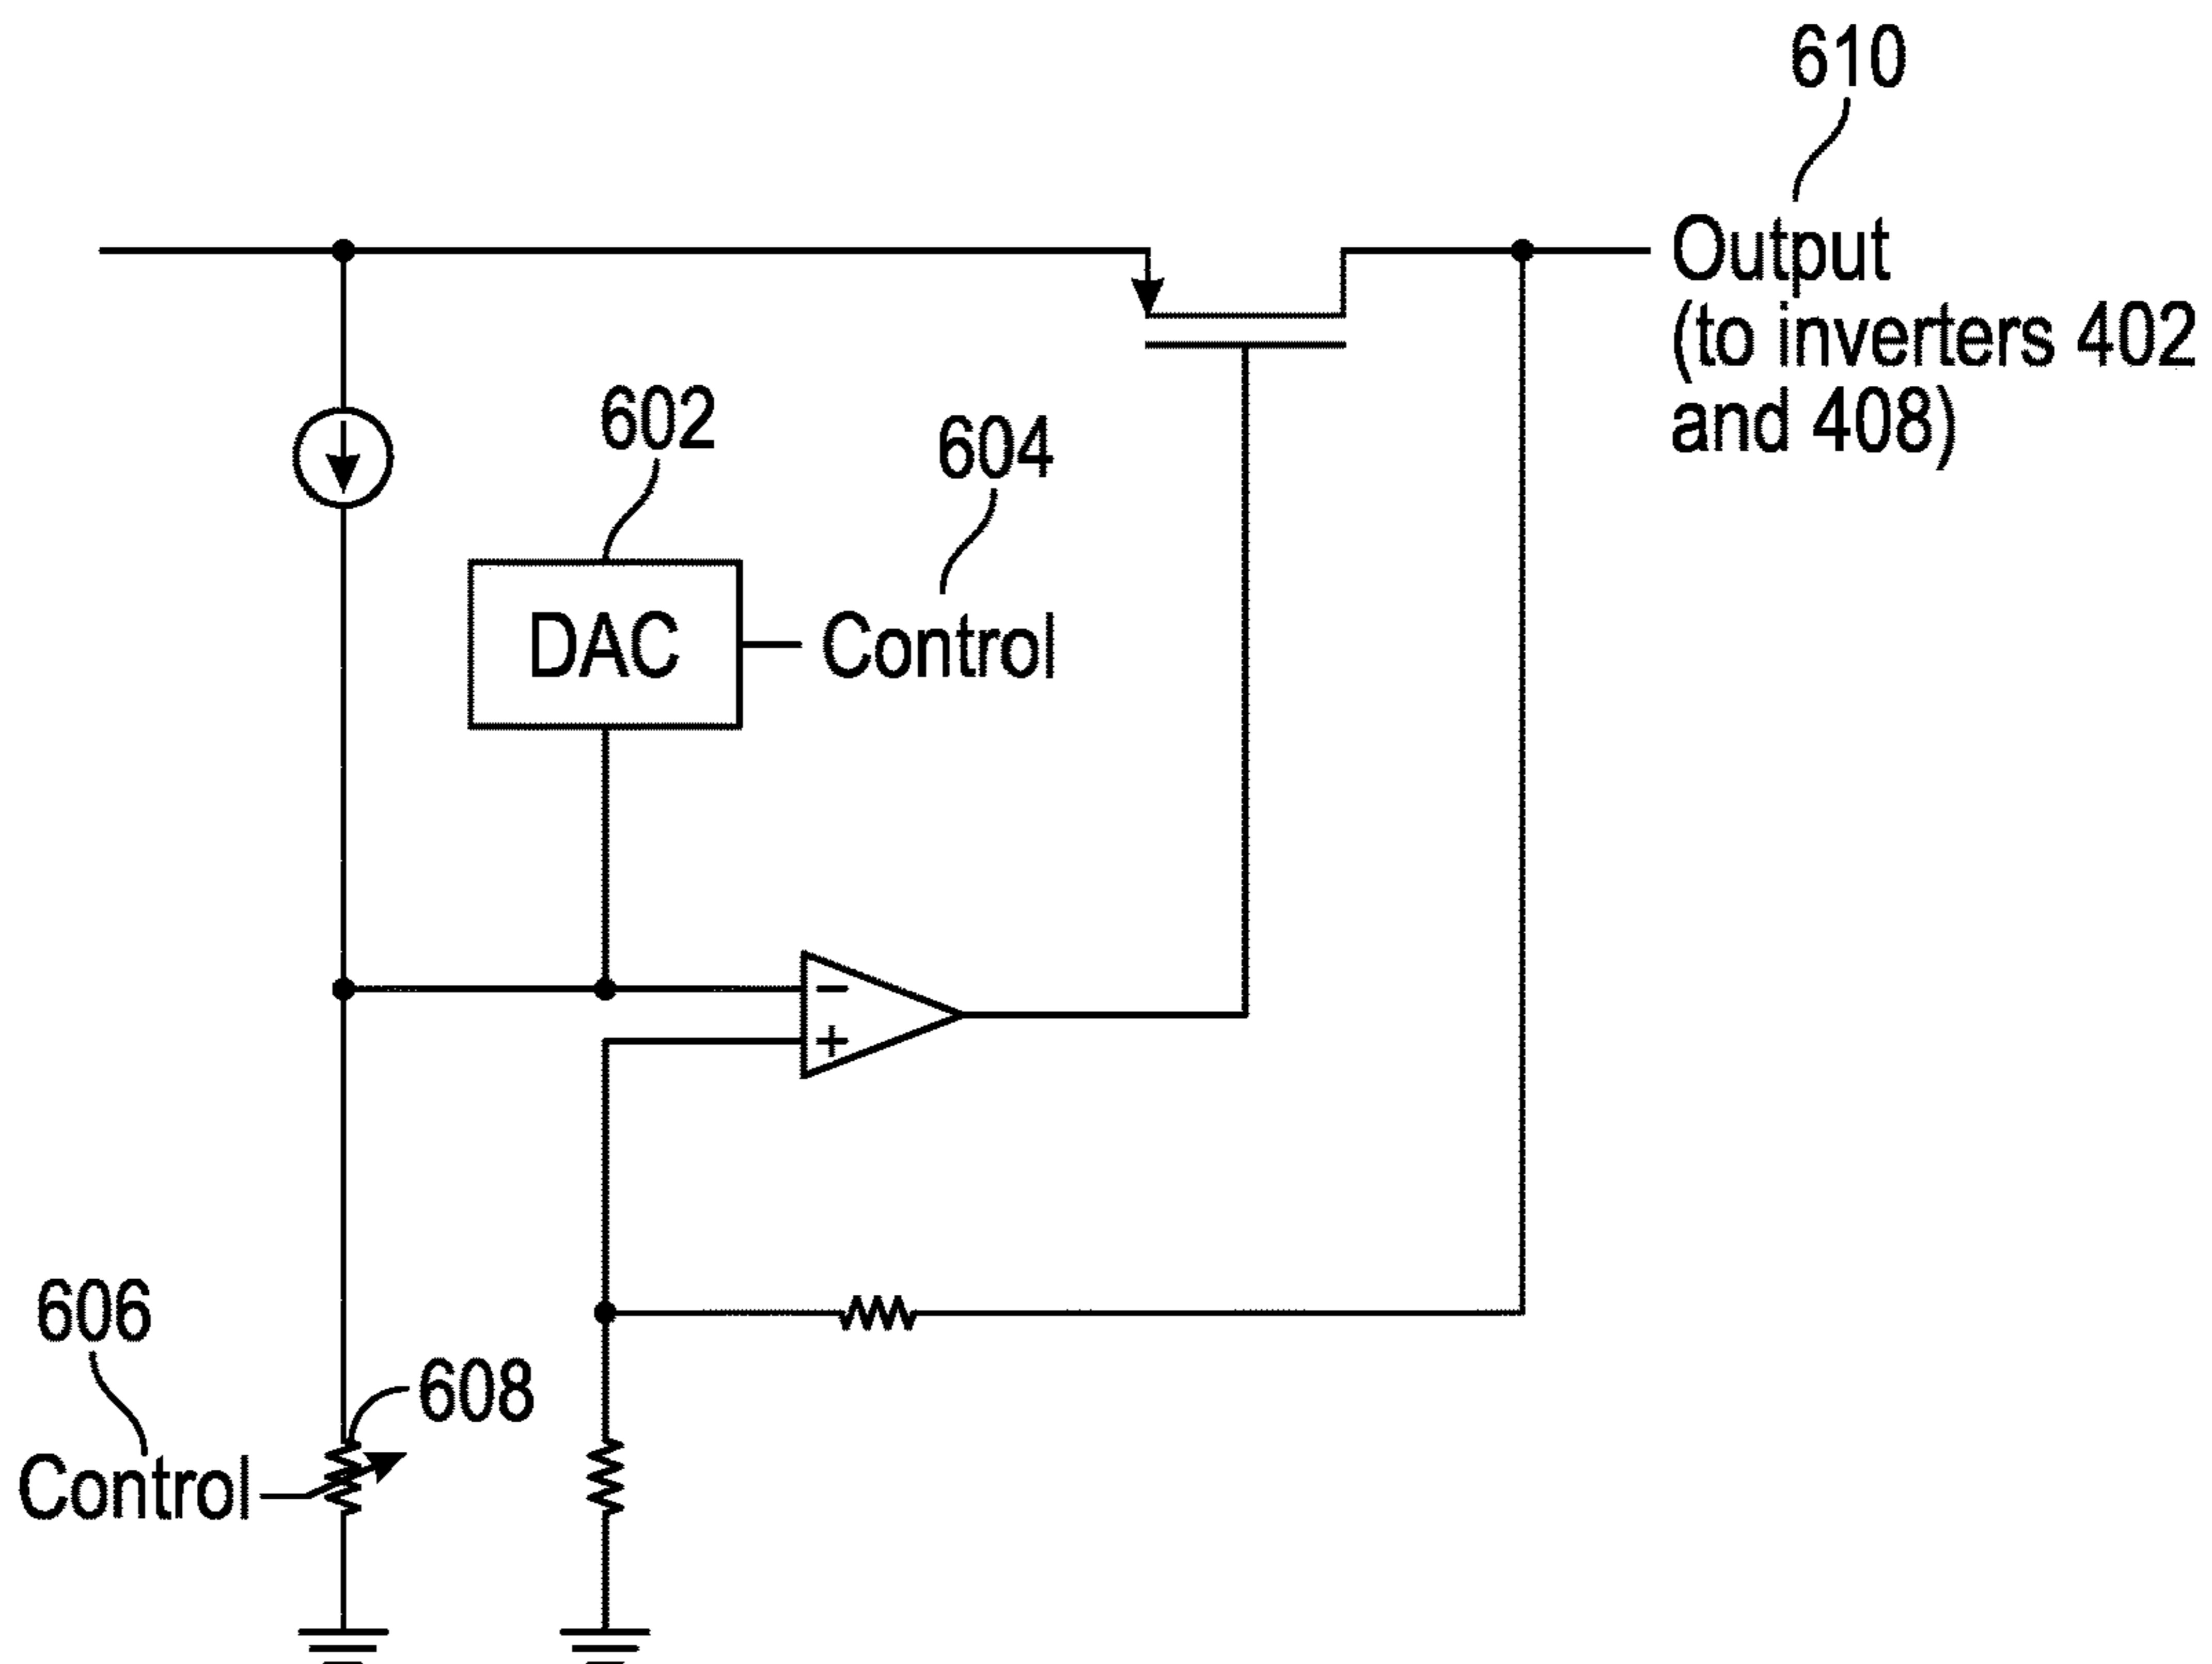 610
Output
(to inverters 402
and 408)
602
604
DAC
Control
−
+
606
608
Control